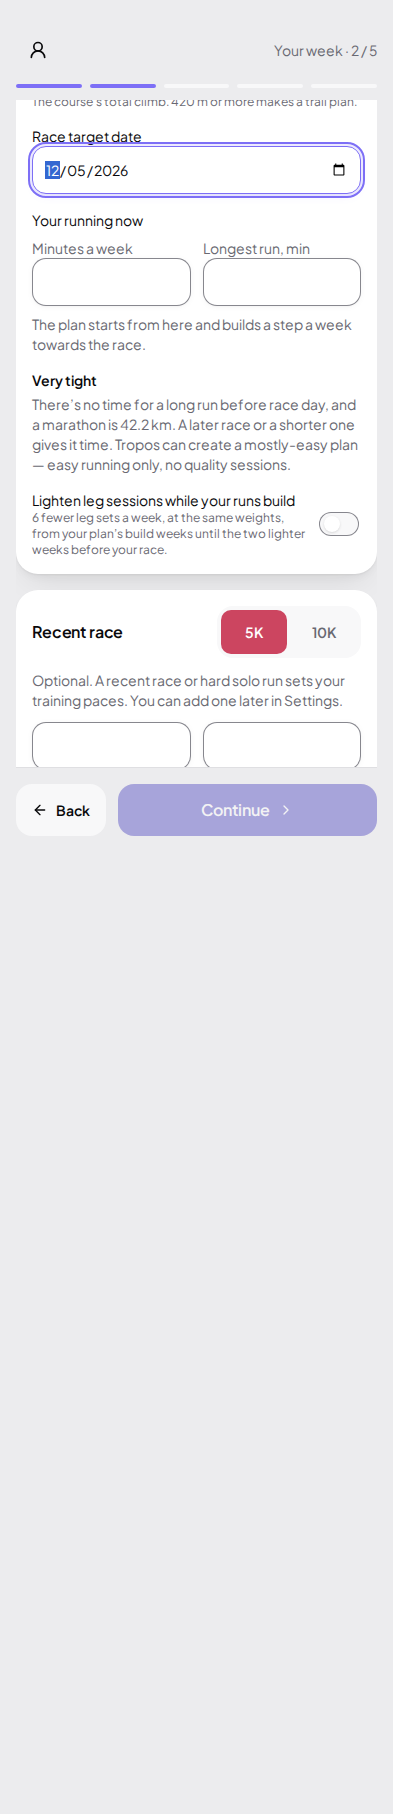 Your week · 2 / 5
The course's total climb. 420 m or more makes a trail plan.
Race target date
12/05/2026
Your running now
Minutes a week
Longest run, min
The plan starts from here and builds a step a week
towards the race.
Very tight
There's no time for a long run before race day, and
a marathon is 42.2 km. A later race or a shorter one
gives it time. Tropos can create a mostly-easy plan
— easy running only, no quality sessions.
Lighten leg sessions while your runs build
6 fewer leg sets a week, at the same weights,
from your plan's build weeks until the two lighter
weeks before your race.
Recent race
5K
10K
Optional. A recent race or hard solo run sets your
training paces. You can add one later in Settings.
Back
Continue